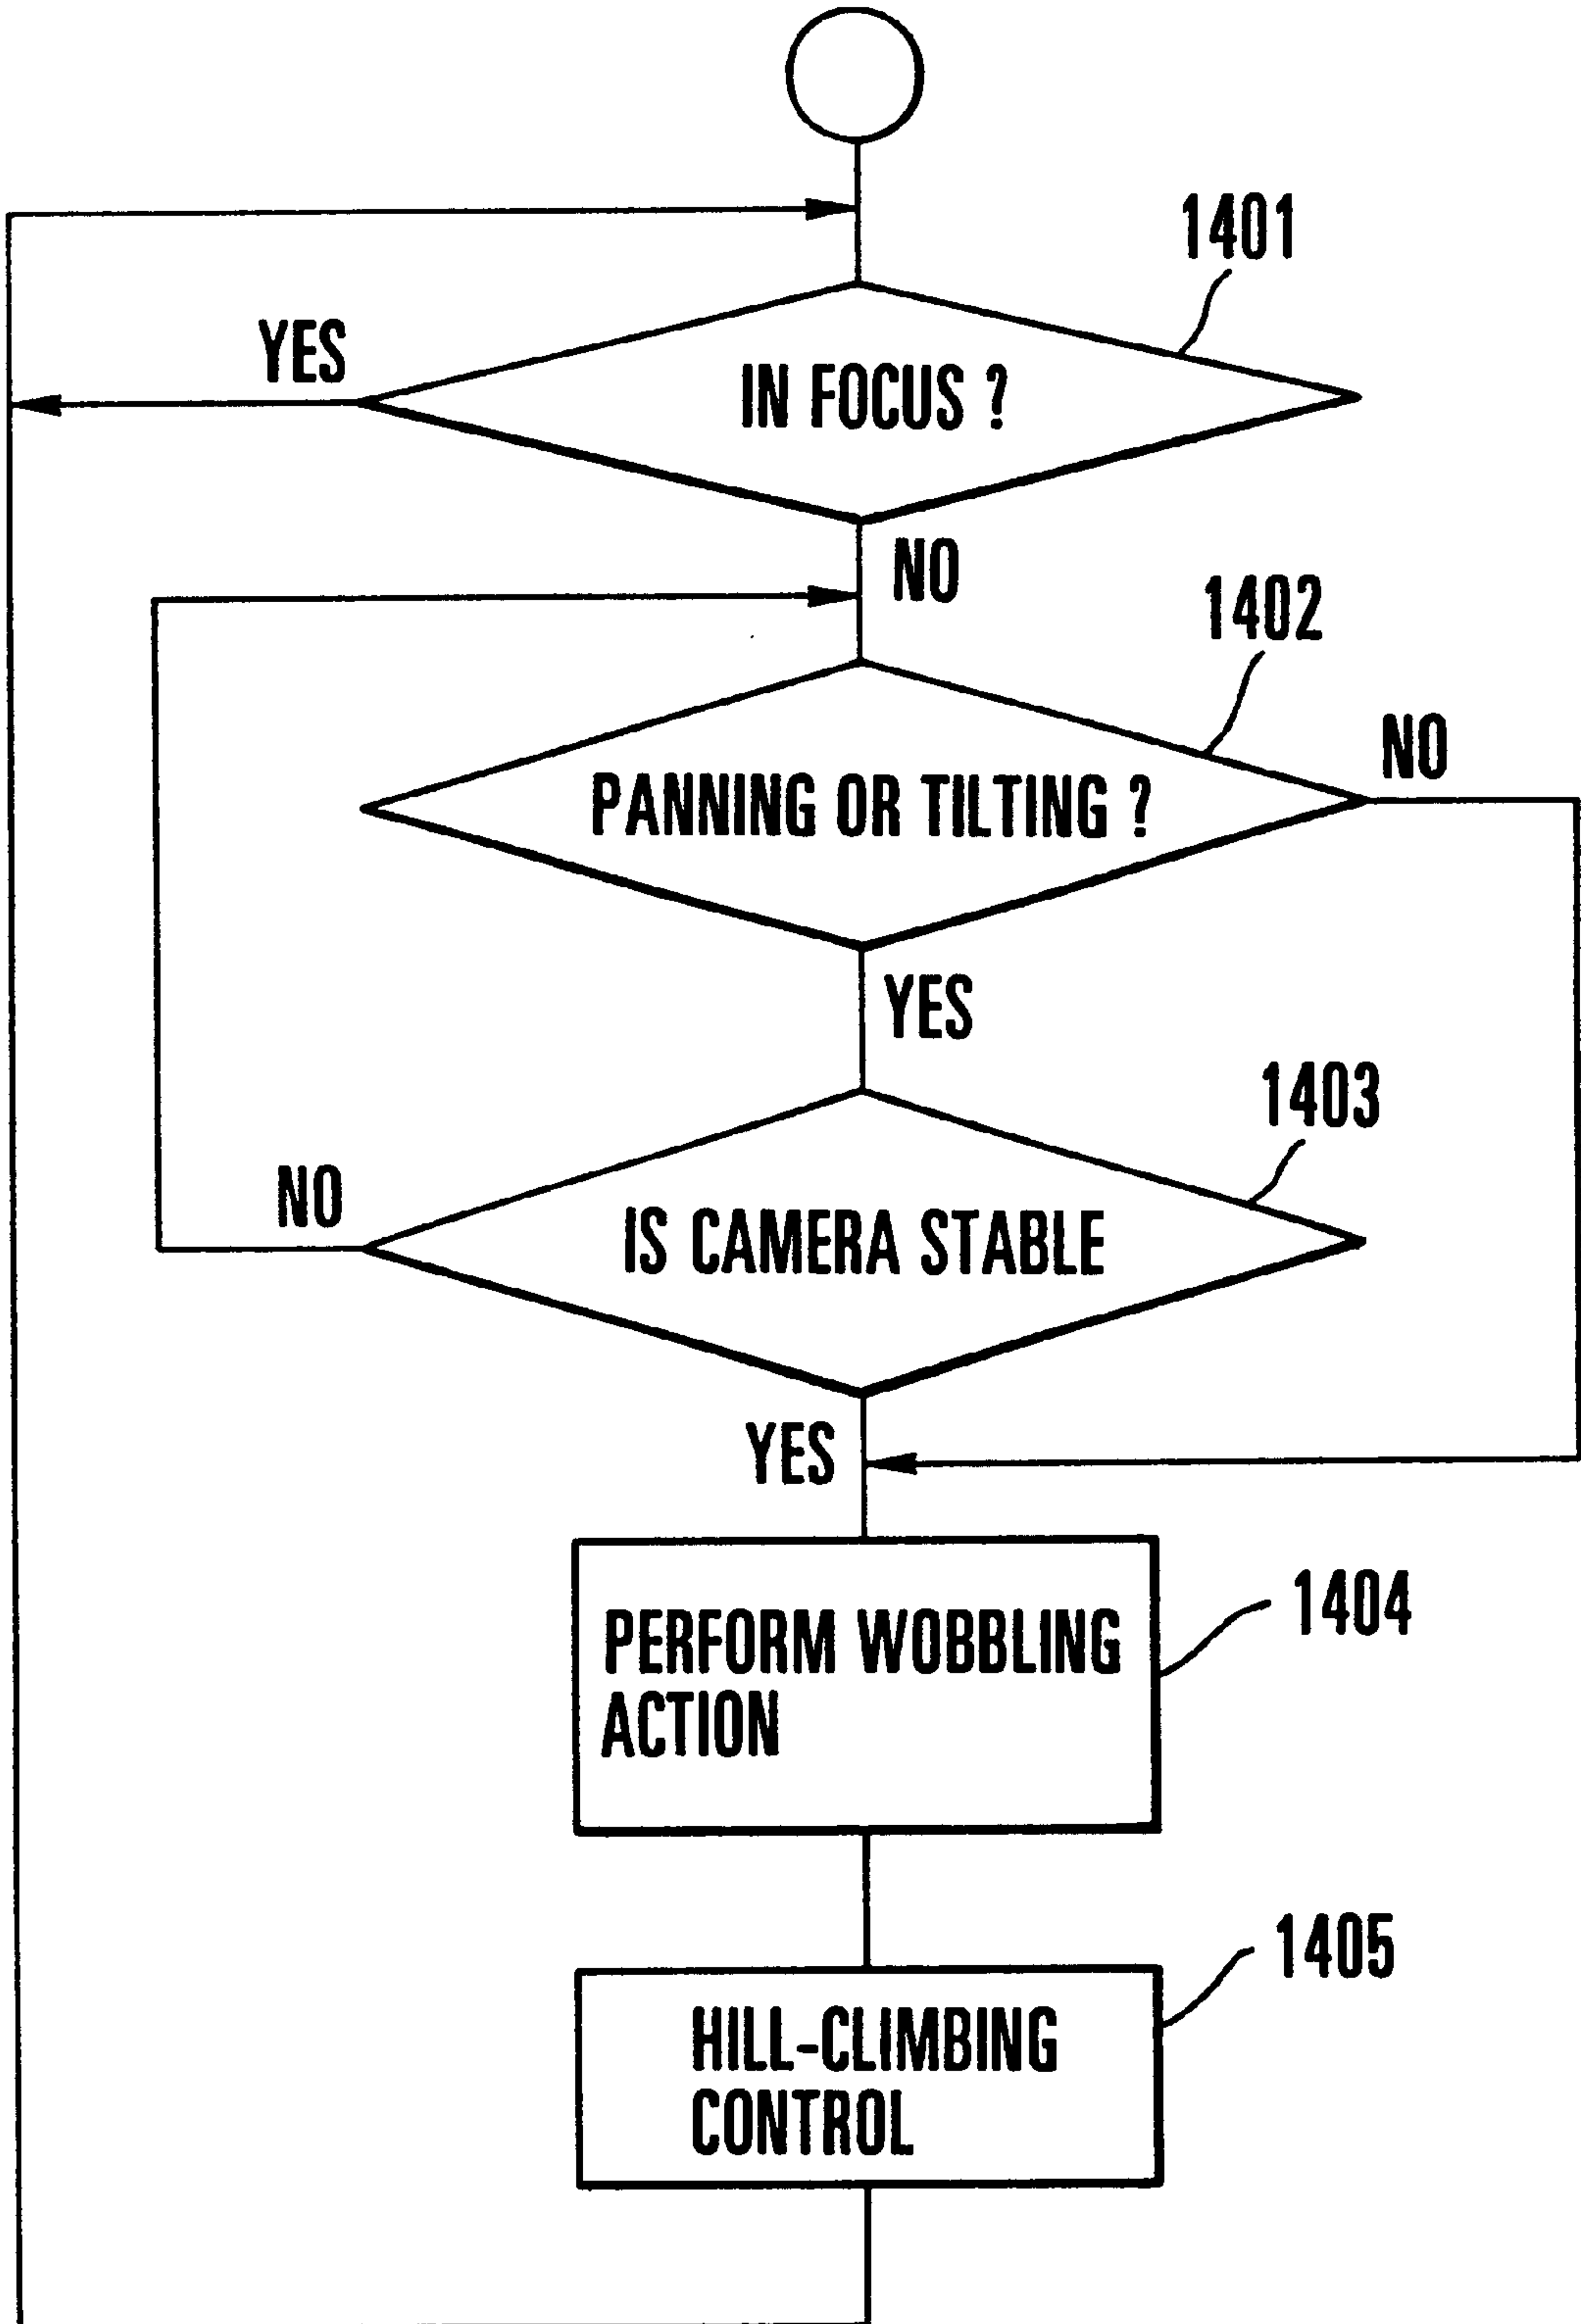 1401
YES
IN FOCUS ?
NO
1402
NO
PANNING OR TILTING ?
YES
1403
NO
IS CAMERA STABLE
YES
1404
PERFORM WOBBLING
ACTION
1405
HILL-CLIMBING
CONTROL